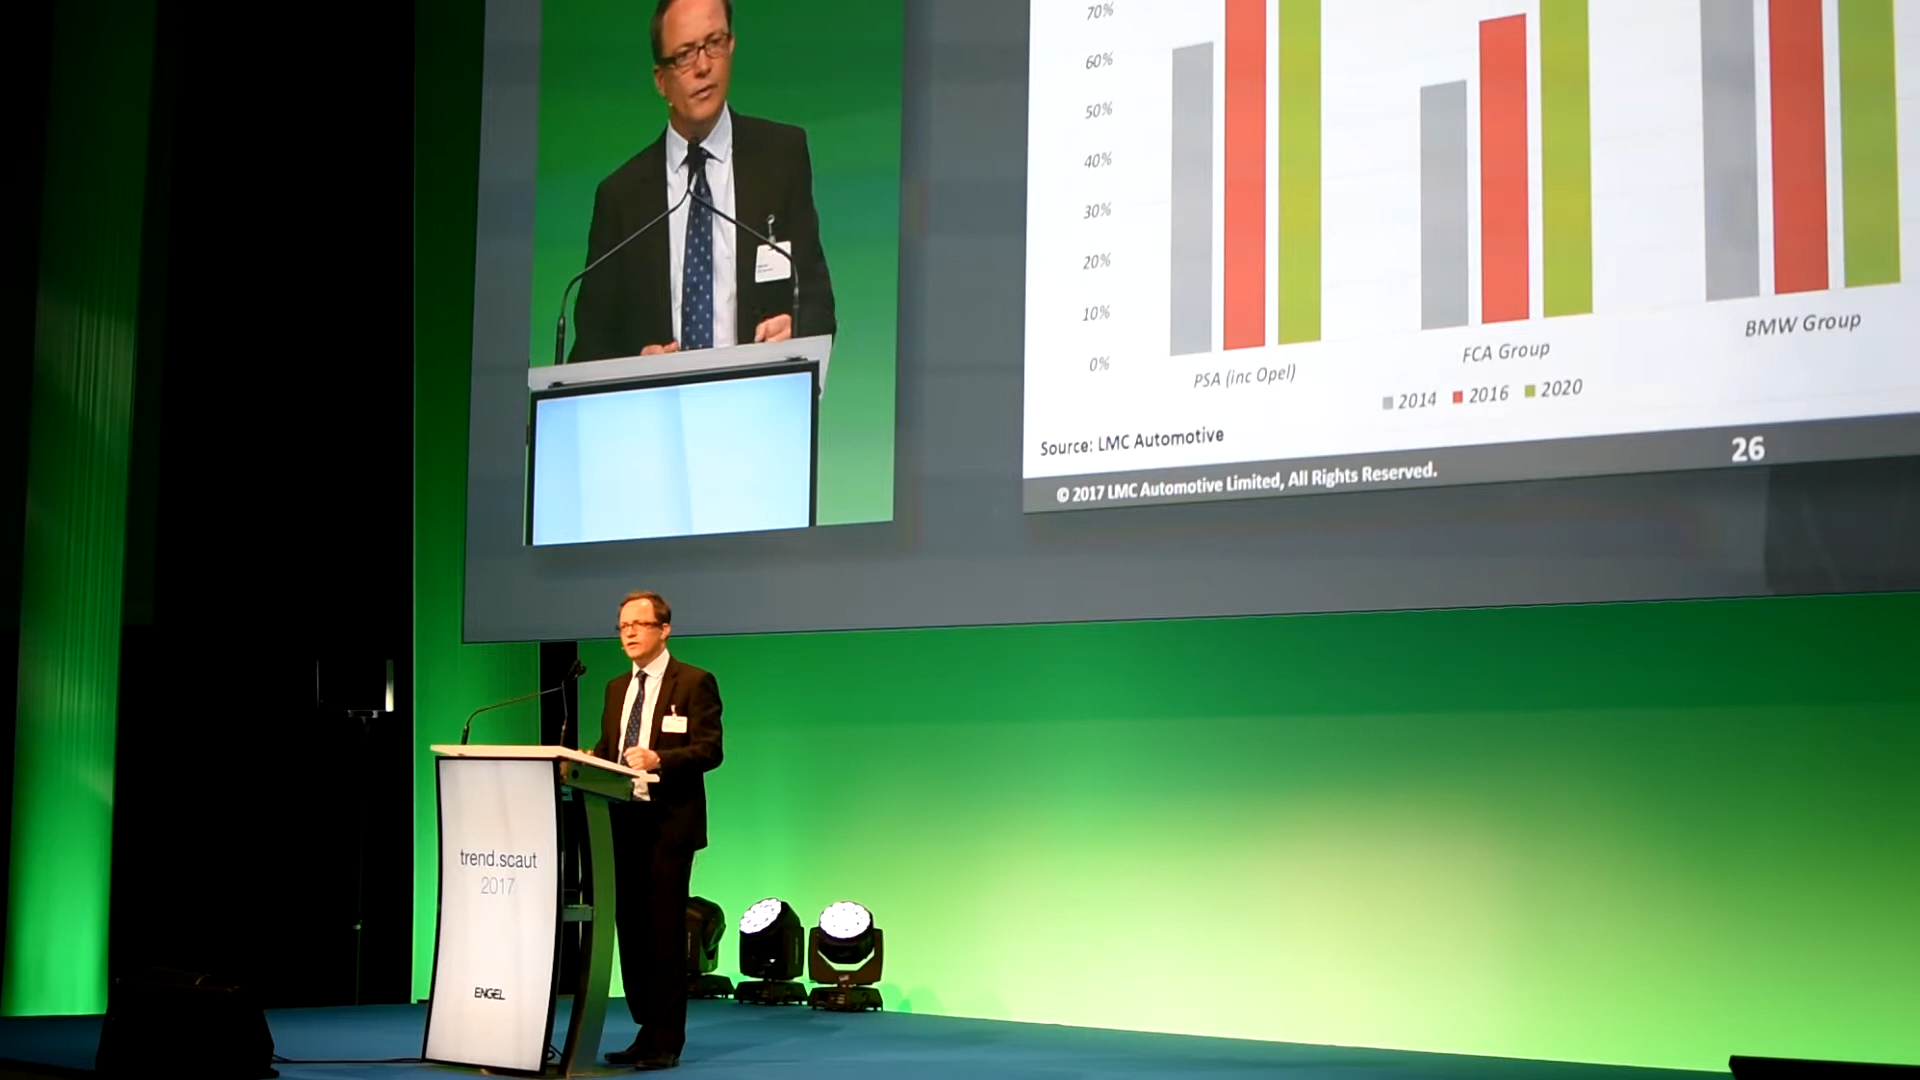 70%
60%
50%
40%
30%
20%
10%
0%
PSA (inc Opel)
FCA Group
BMW Group
2014 2016 2020
Source: LMC Automotive
© 2017 LMC Automotive Limited, All Rights Reserved.
26
trend.scaut
2017
ENGEL